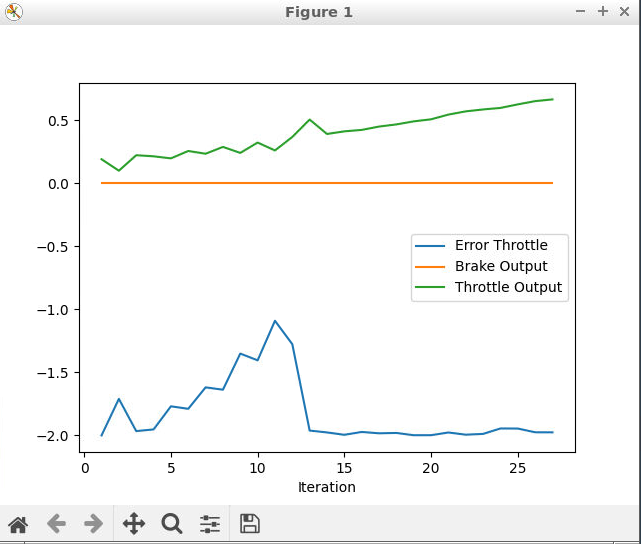 Figure 1
0.5
0.0
−0.5
−1.0
−1.5
−2.0
Error Throttle
Brake Output
Throttle Output
0 5 10 15 20 25
Iteration